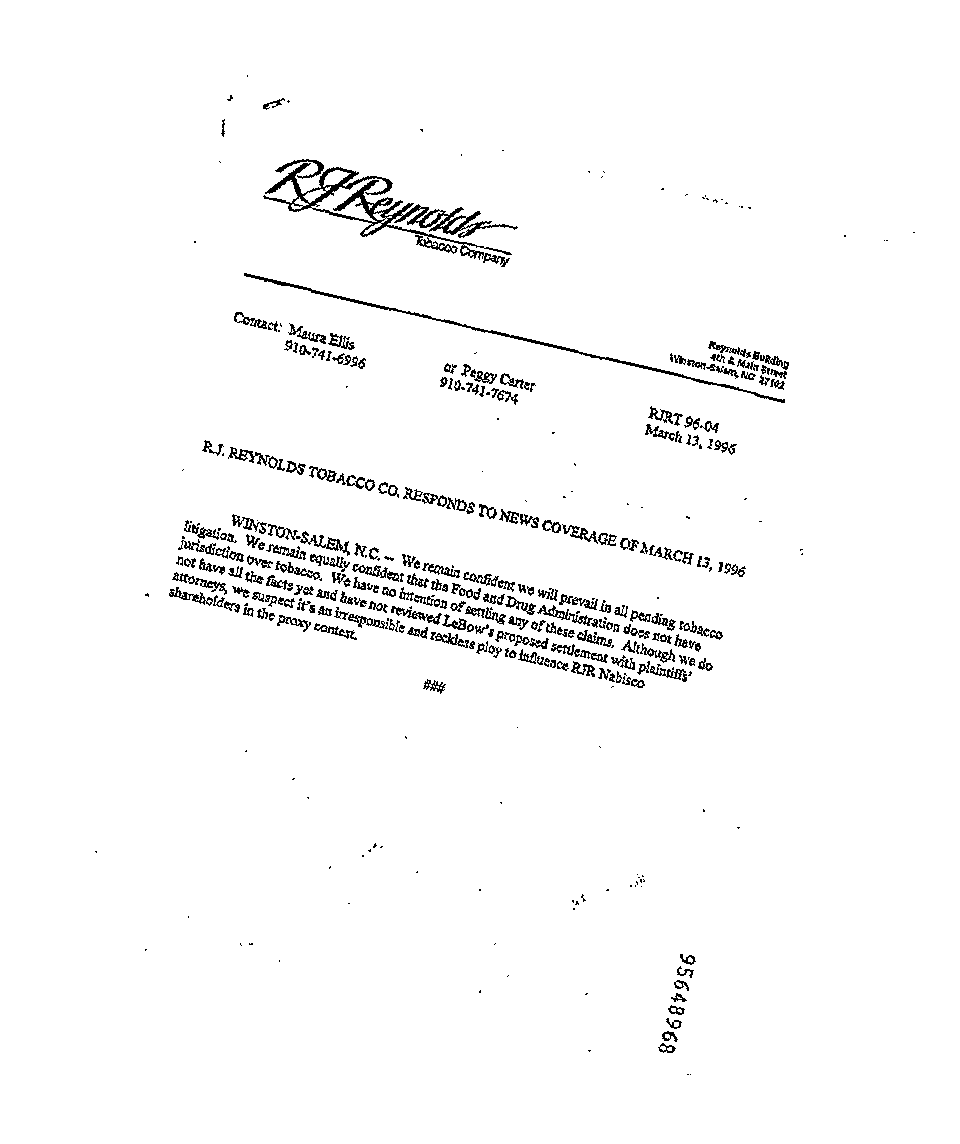 RJReynolds
Tobacco Company
Reynolds Building
4th & Main Street
Winston-Salem, NC 27102
Contact: Maura Ellis
910-741-6996
or Peggy Carter
910-741-7674
RJRT 96-04
March 13, 1996
R.J. REYNOLDS TOBACCO CO. RESPONDS TO NEWS COVERAGE OF MARCH 13, 1996
WINSTON-SALEM, N.C. -- We remain confident we will prevail in all pending tobacco
litigation. We remain equally confident that the Food and Drug Administration does not have
jurisdiction over tobacco. We have no intention of settling any of these claims. Although we do
not have all the facts yet and have not reviewed LeBow's proposed settlement with plaintiffs'
attorneys, we suspect it's an irresponsible and reckless ploy to influence RJR Nabisco
shareholders in the proxy contest.
###
95648968